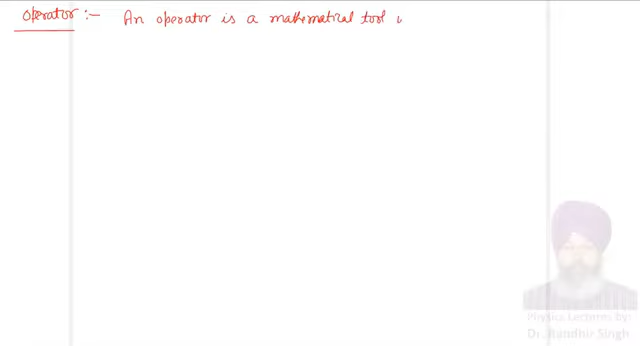 Operator :- An operator is a mathematical tool
Physics Lectures by:
Dr. Randhir Singh